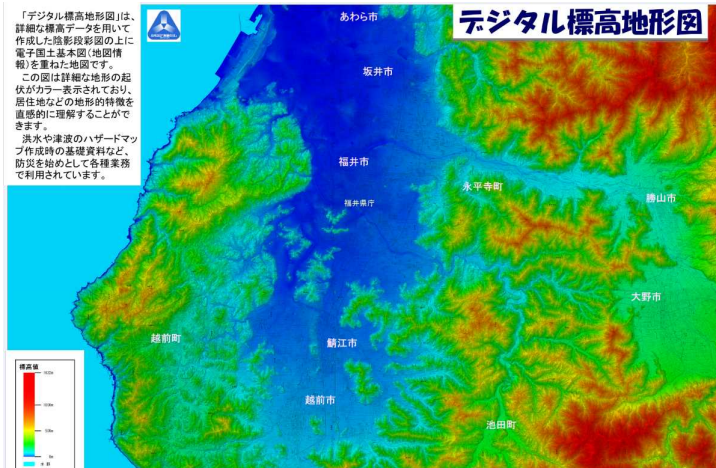 デジタル標高地形図
「デジタル標高地形図」は、
詳細な標高データを用いて
作成した陰影段彩図の上に
電子国土基本図(地図情
報)を重ねた地図です。
この図は詳細な地形の起
伏がカラー表示されており、
居住地などの地形的特徴を
直感的に理解することがで
きます。
洪水や津波のハザードマッ
プ作成時の基礎資料など、
防災を始めとして各種業務
で利用されています。
あわら市
坂井市
福井市
永平寺町
福井県庁
勝山市
大野市
越前町
鯖江市
越前市
池田町
標高値
水部